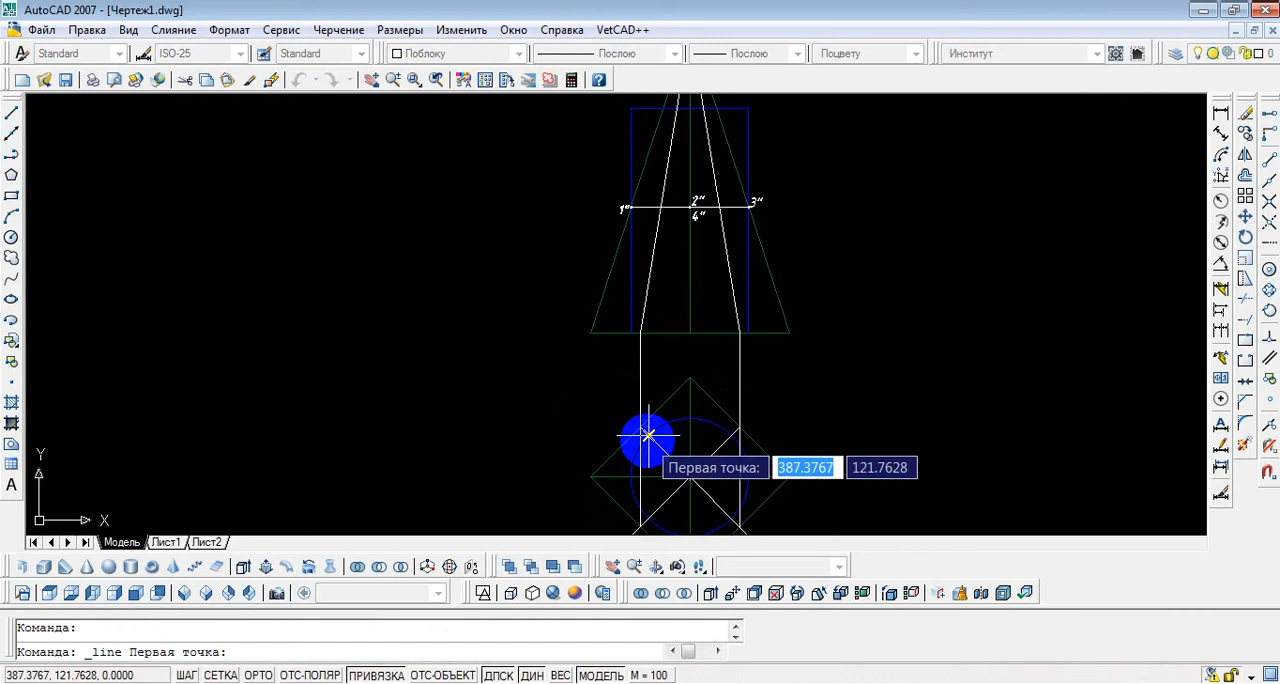 AutoCAD 2007 - [Чертеж1.dwg]
Файл Правка Вид Слияние Формат Сервис Черчение Размеры Изменить Окно Справка VetCAD++
Standard ISO-25 Standard Поблоку Послою Послою Поцвету Институт 0
1" 2" 3"
4"
Первая точка: 387.3767 121.7628
Y
X
Модель Лист1 Лист2
Команда:
Команда: _line Первая точка:
387.3767, 121.7628, 0.0000 ШАГ СЕТКА ОРТО ОТС-ПОЛЯР ПРИВЯЗКА ОТС-ОБЪЕКТ ДПСК ДИН ВЕС МОДЕЛЬ M = 100